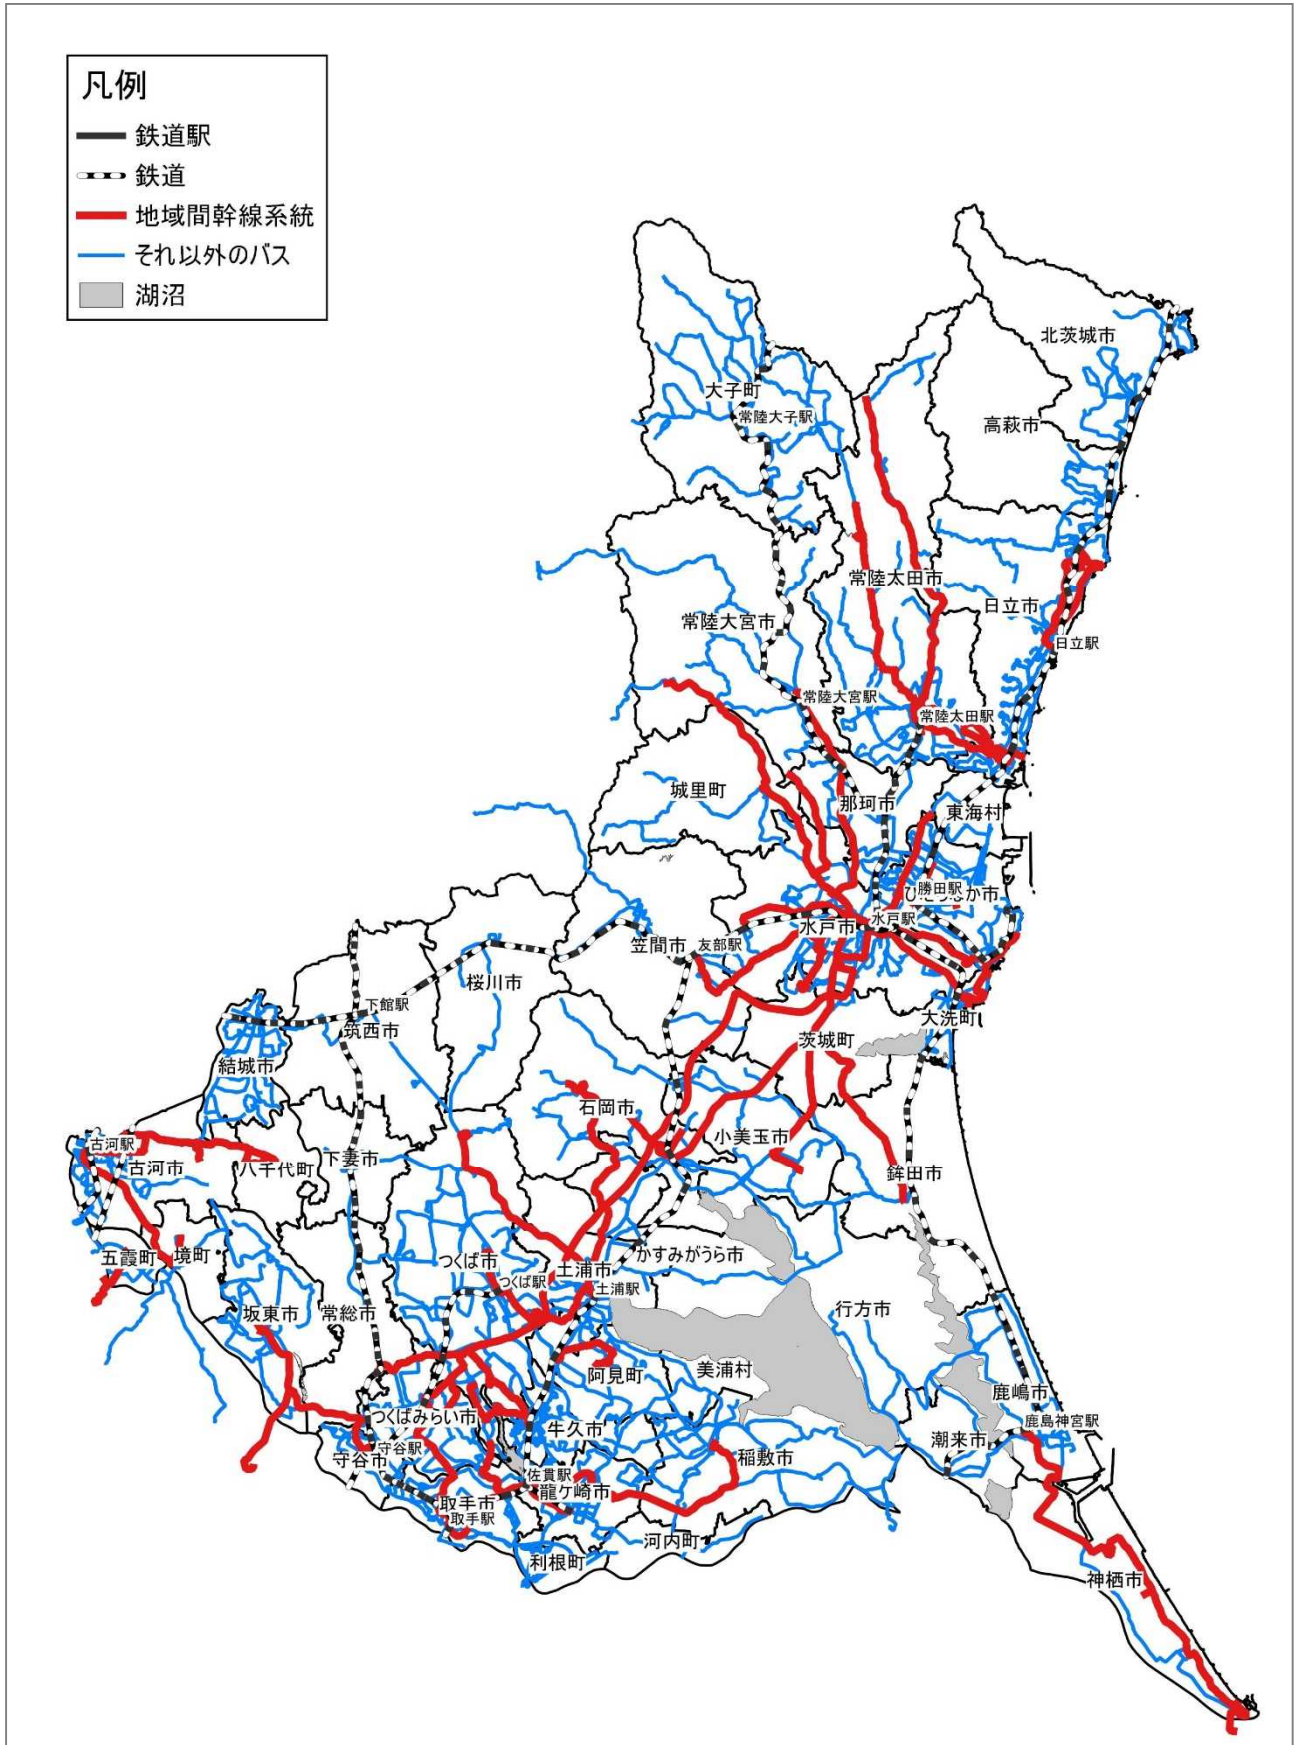 凡例
鉄道駅
鉄道
地域間幹線系統
それ以外のバス
湖沼
北茨城市
大子町
常陸大子駅
高萩市
常陸太田市
日立市
常陸大宮市
日立駅
常陸大宮駅
常陸太田駅
城里町
那珂市
東海村
勝田駅
水戸駅
水戸市
笠間市
友部駅
桜川市
下館駅
筑西市
大洗町
茨城町
結城市
石岡市
小美玉市
古河駅
古河市
八千代町
下妻市
鉾田市
五霞町
境町
つくば市
かすみがうら市
土浦市
つくば駅
土浦駅
坂東市
常総市
行方市
阿見町
美浦村
鹿嶋市
つくばみらい市
牛久市
鹿島神宮駅
潮来市
守谷駅
守谷市
稲敷市
佐貫駅
龍ケ崎市
取手市
取手駅
河内町
利根町
神栖市